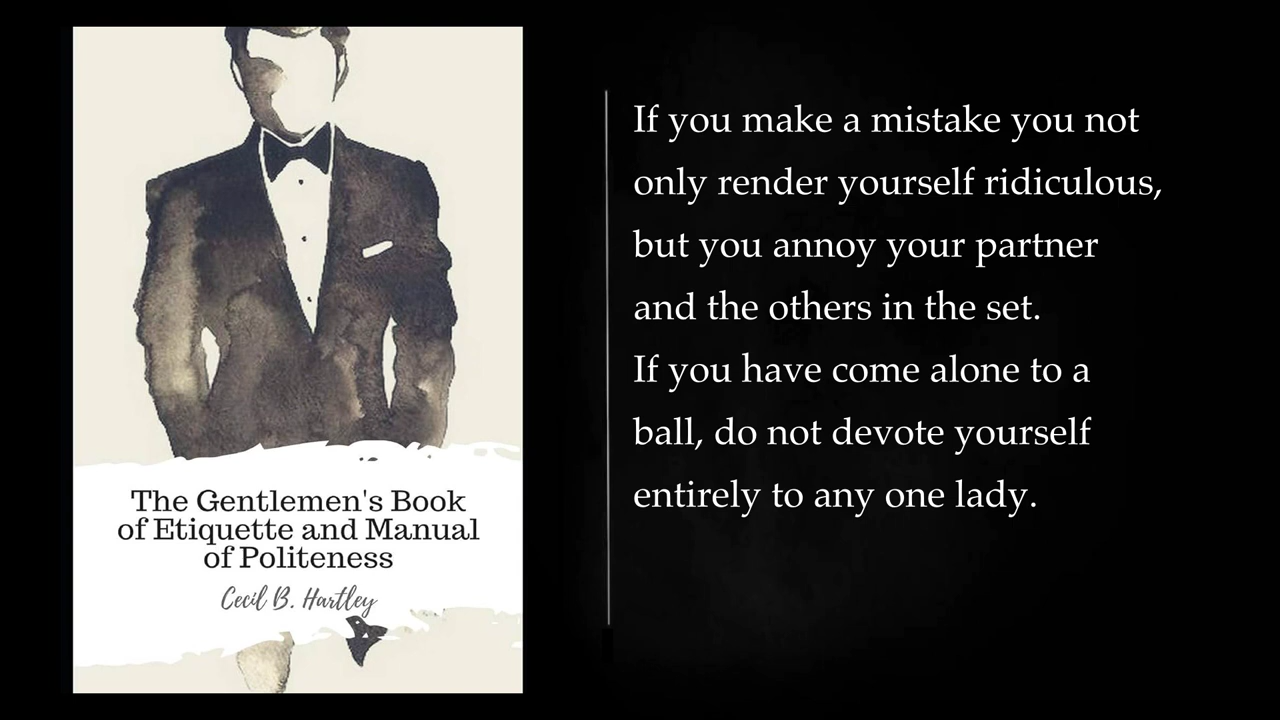 The Gentlemen's Book
of Etiquette and Manual
of Politeness
Cecil B. Hartley
If you make a mistake you not
only render yourself ridiculous,
but you annoy your partner
and the others in the set.
If you have come alone to a
ball, do not devote yourself
entirely to any one lady.